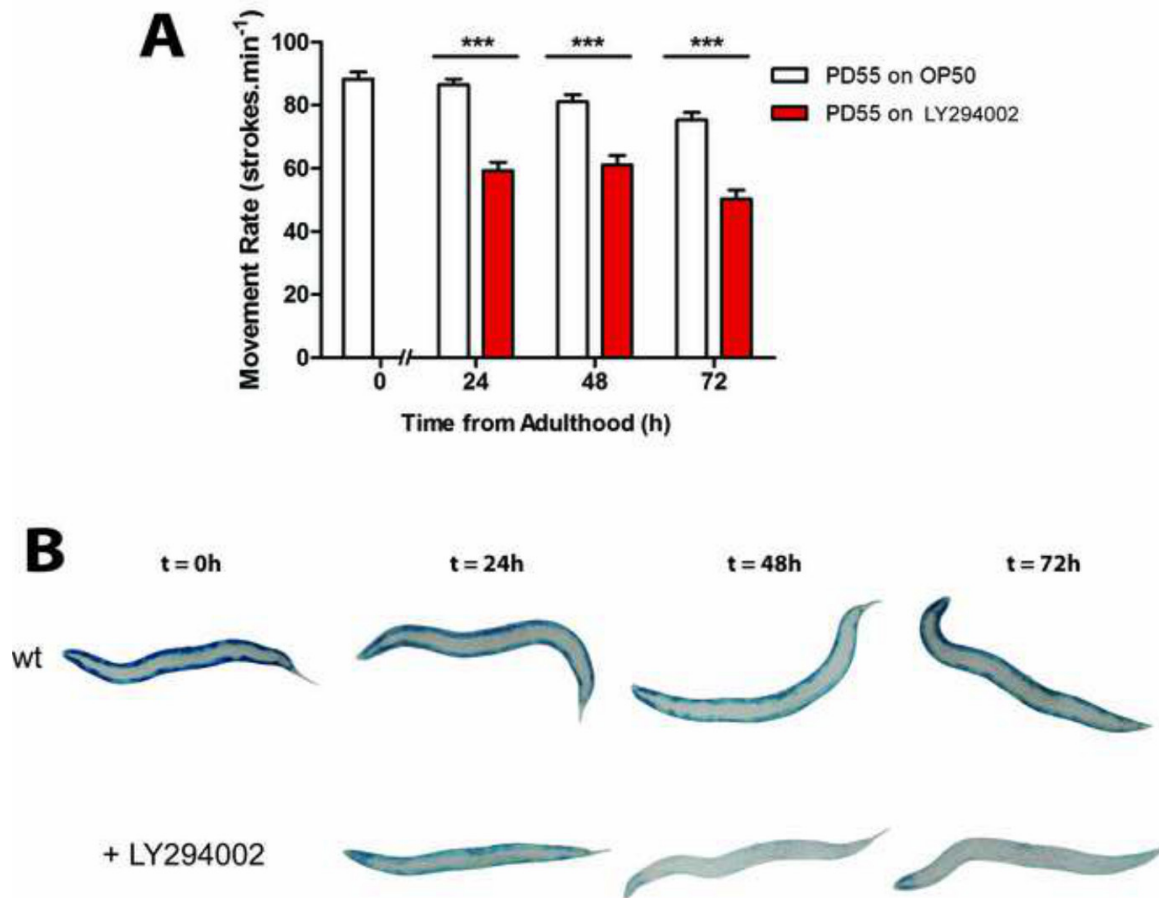 A
Movement Rate (strokes.min-1)
100
80
60
40
20
0
*** *** ***
PD55 on OP50
PD55 on LY294002
0 24 48 72
Time from Adulthood (h)
B
t = 0h t = 24h t = 48h t = 72h
wt
+ LY294002